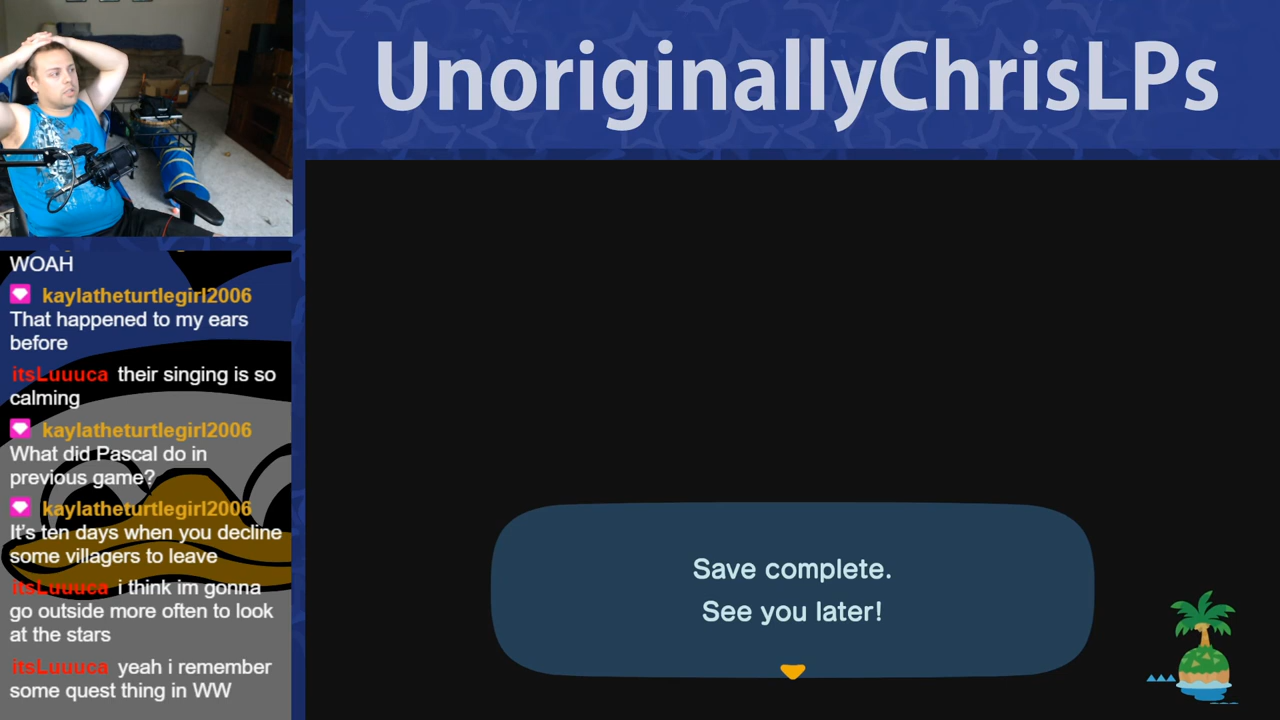 UnoriginallyChrisLPs
WOAH
kaylatheturtlegirl2006
That happened to my ears
before
itsLuuuca their singing is so
calming
kaylatheturtlegirl2006
What did Pascal do in
previous game?
kaylatheturtlegirl2006
It's ten days when you decline
some villagers to leave
itsLuuuca i think im gonna
go outside more often to look
at the stars
itsLuuuca yeah i remember
some quest thing in WW
Save complete.
See you later!